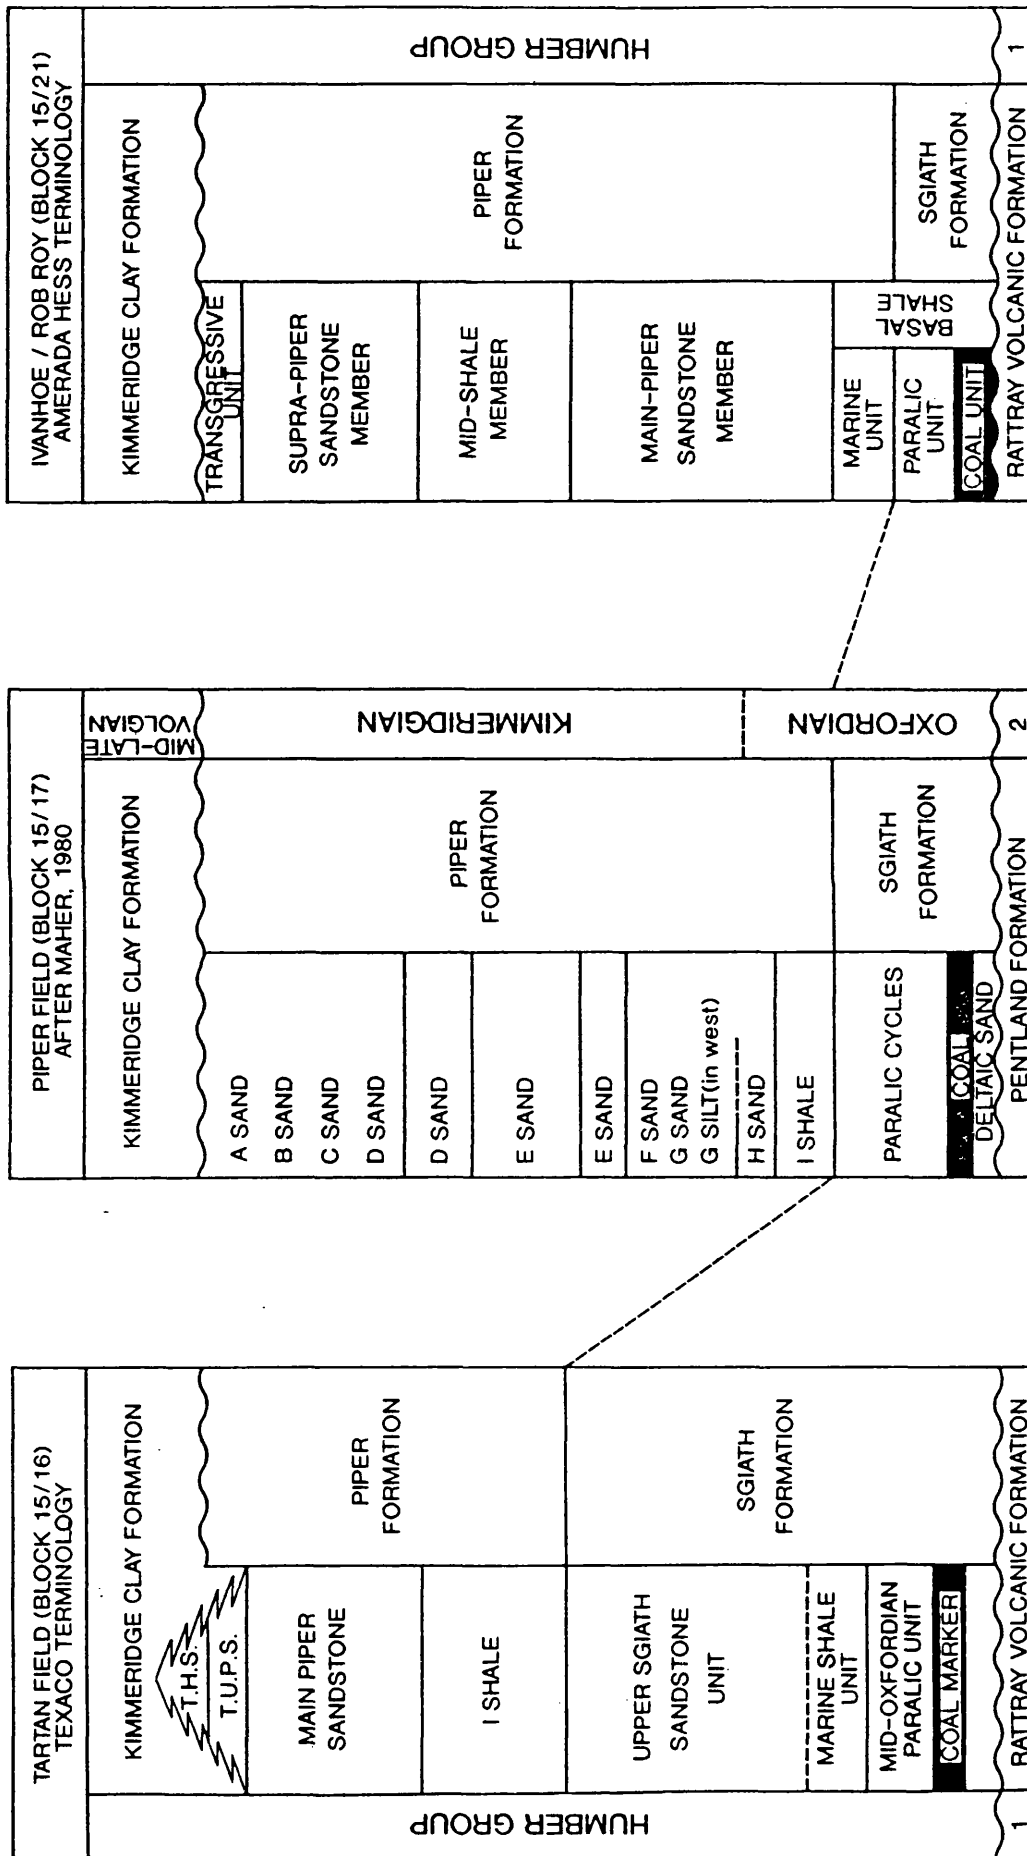 TARTAN FIELD (BLOCK 15/16)
TEXACO TERMINOLOGY
KIMMERIDGE CLAY FORMATION
T.H.S.
T.U.P.S.
MAIN PIPER
SANDSTONE
I SHALE
UPPER SGIATH
SANDSTONE
UNIT
MARINE SHALE
UNIT
MID-OXFORDIAN
PARALIC UNIT
COAL MARKER
PIPER
FORMATION
SGIATH
FORMATION
HUMBER GROUP
1
RATTRAY VOLCANIC FORMATION
PIPER FIELD (BLOCK 15/17)
AFTER MAHER, 1980
KIMMERIDGE CLAY FORMATION
A SAND
B SAND
C SAND
D SAND
D SAND
E SAND
E SAND
F SAND
G SAND
G SILT (in west)
H SAND
I SHALE
PARALIC CYCLES
COAL
DELTAIC SAND
PIPER
FORMATION
SGIATH
FORMATION
MID-LATE
VOLGIAN
KIMMERIDGIAN
OXFORDIAN
PENTLAND FORMATION
2
IVANHOE / ROB ROY (BLOCK 15/21)
AMERADA HESS TERMINOLOGY
KIMMERIDGE CLAY FORMATION
TRANSGRESSIVE
UNIT
SUPRA-PIPER
SANDSTONE
MEMBER
MID-SHALE
MEMBER
MAIN-PIPER
SANDSTONE
MEMBER
MARINE
UNIT
PARALIC
UNIT
COAL UNIT
BASAL
SHALE
PIPER
FORMATION
SGIATH
FORMATION
HUMBER GROUP
RATTRAY VOLCANIC FORMATION
1